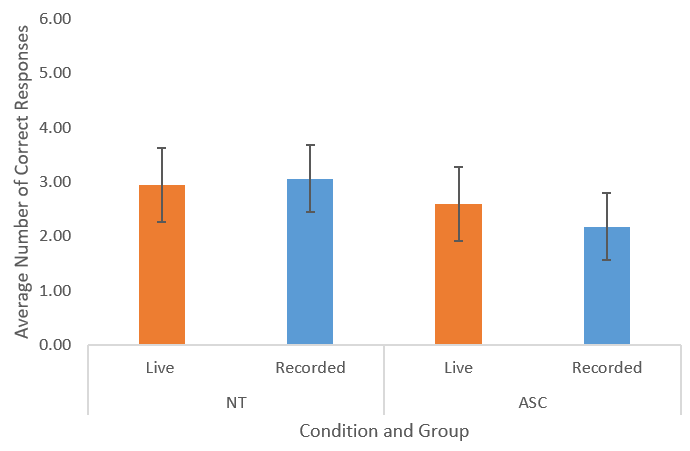 Average Number of Correct Responses
6.00
5.00
4.00
3.00
2.00
1.00
0.00
Live Recorded Live Recorded
NT ASC
Condition and Group